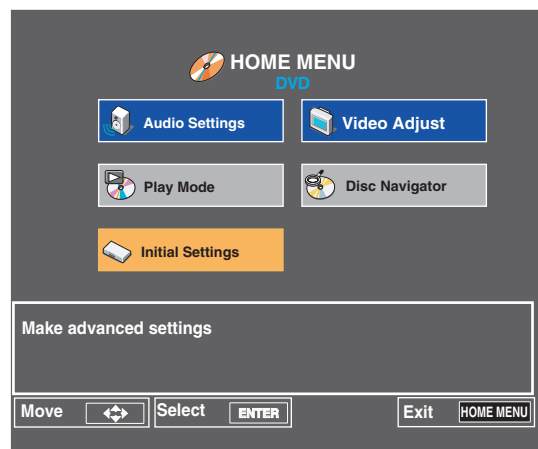 HOME MENU
DVD
Audio Settings
Video Adjust
Play Mode
Disc Navigator
Initial Settings
Make advanced settings
Move
Select ENTER
Exit HOME MENU